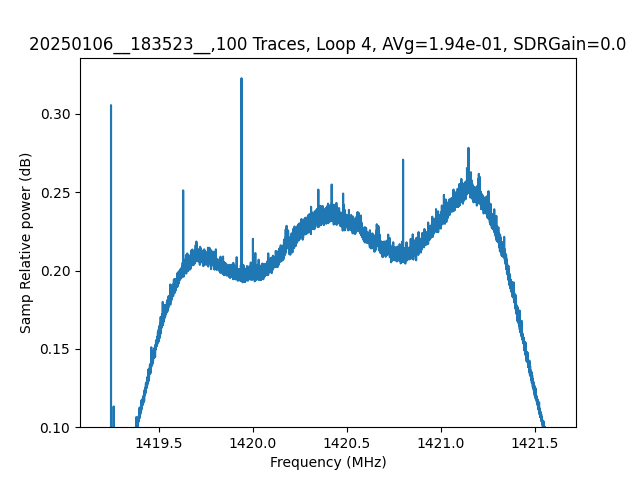 20250106__183523__,100 Traces, Loop 4, AVg=1.94e-01, SDRGain=0.0
Samp Relative power (dB)
0.30
0.25
0.20
0.15
0.10
1419.5 1420.0 1420.5 1421.0 1421.5
Frequency (MHz)